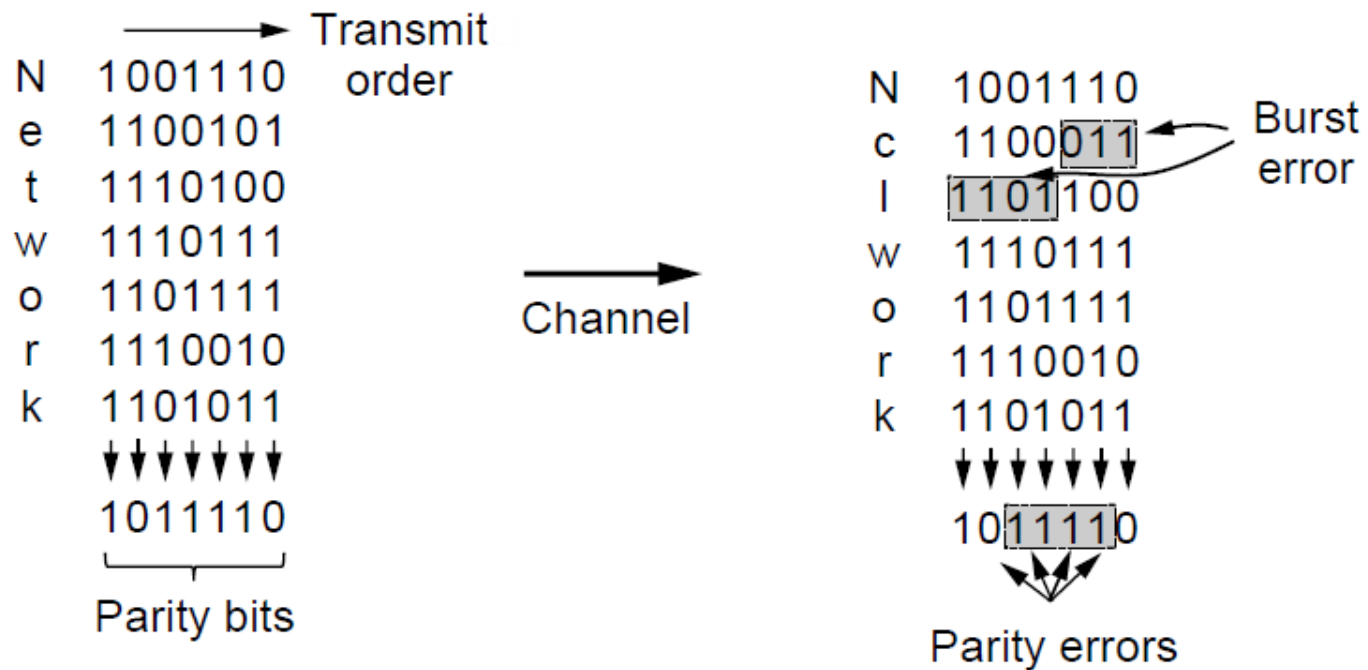 Transmit
order
N 1001110
e 1100101
t 1110100
w 1110111
o 1101111
r 1110010
k 1101011
1011110
Parity bits
Channel
N 1001110
c 1100011
l 1101100
w 1110111
o 1101111
r 1110010
k 1101011
1011110
Parity errors
Burst
error